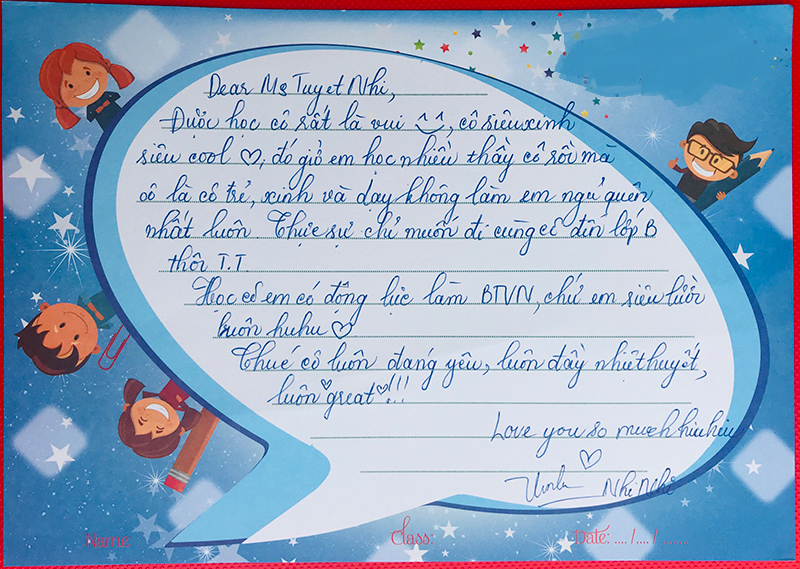 Dear Ms Tuyet Nhi,
Được học cô rất là vui ^^, cô siêu xinh
siêu cool ♡, đó giờ em học nhiều thầy cô rồi mà
có là cô trẻ, xinh và dạy không làm em ngủ quên
nhất luôn. Thực sự chỉ muốn đi cùng cô đến lớp B
thôi T.T
Học cô em có động lực làm BTVN, chứ em siêu lười
luôn huhu ♡
Chúc cô luôn đáng yêu, luôn đầy nhiệt huyết,
luôn great ♡!!!
Love you so much hiuhiu
♡
Nhi Nhi
Name: Class: Date: .... /.... / .......